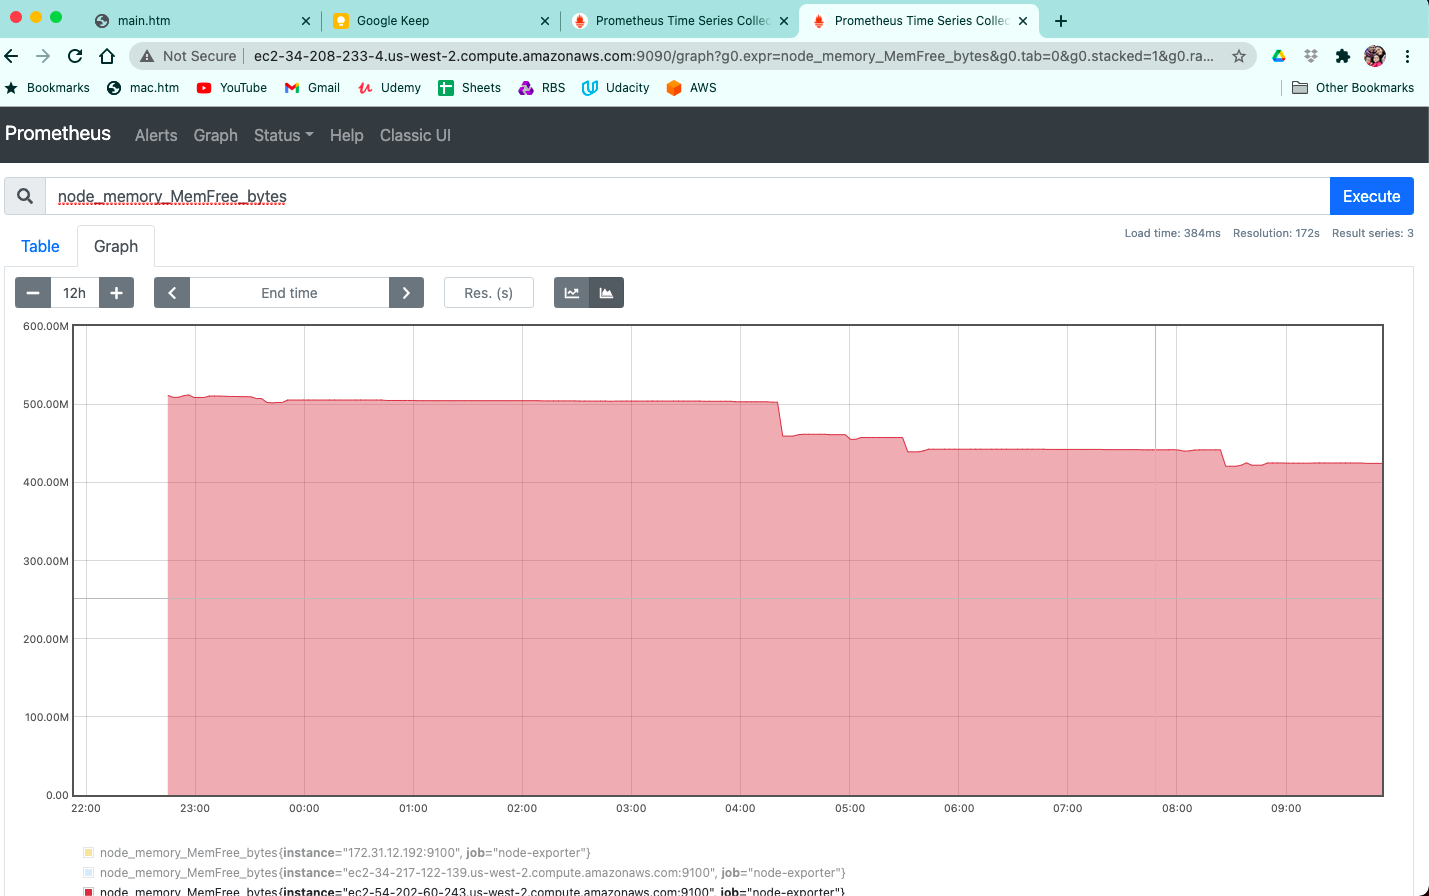 main.htm
Google Keep
Prometheus Time Series Collec
Prometheus Time Series Collec
Not Secure | ec2-34-208-233-4.us-west-2.compute.amazonaws.com:9090/graph?g0.expr=node_memory_MemFree_bytes&g0.tab=0&g0.stacked=1&g0.ra...
Bookmarks mac.htm YouTube Gmail Udemy Sheets RBS Udacity AWS Other Bookmarks
Prometheus Alerts Graph Status Help Classic UI
node_memory_MemFree_bytes Execute
Load time: 384ms Resolution: 172s Result series: 3
Table Graph
12h End time Res. (s)
600.00M
500.00M
400.00M
300.00M
200.00M
100.00M
0.00
22:00 23:00 00:00 01:00 02:00 03:00 04:00 05:00 06:00 07:00 08:00 09:00
node_memory_MemFree_bytes{instance="172.31.12.192:9100", job="node-exporter"}
node_memory_MemFree_bytes{instance="ec2-34-217-122-139.us-west-2.compute.amazonaws.com:9100", job="node-exporter"}
node_memory_MemFree_bytes{instance="ec2-54-202-60-243.us-west-2.compute.amazonaws.com:9100", job="node-exporter"}